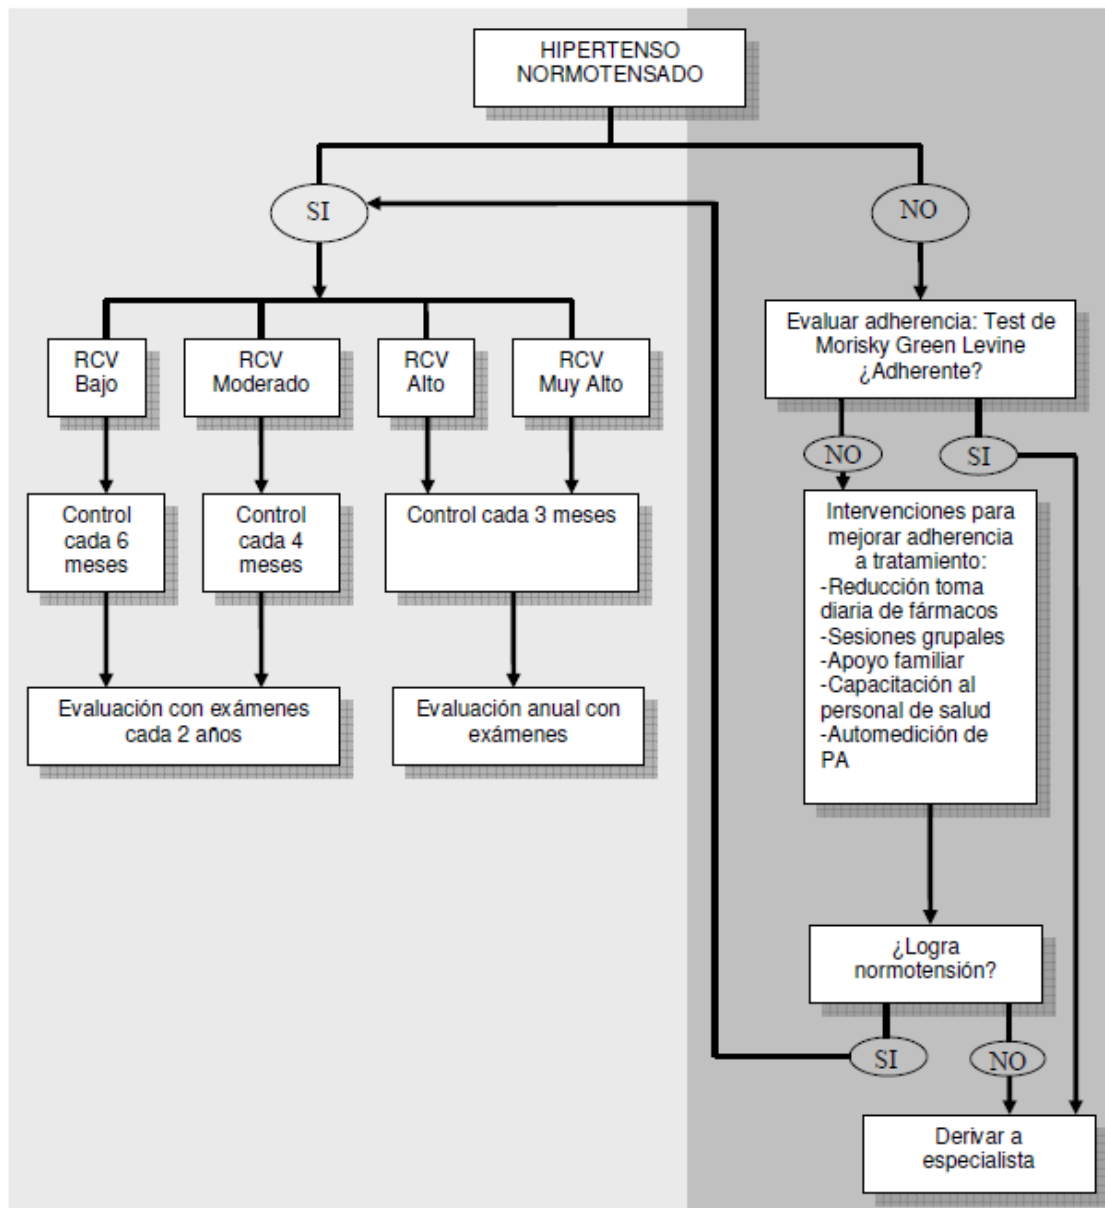 HIPERTENSO
NORMOTENSADO
SI
NO
RCV
Bajo
RCV
Moderado
RCV
Alto
RCV
Muy Alto
Control
cada 6
meses
Control
cada 4
meses
Control cada 3 meses
Evaluación con exámenes
cada 2 años
Evaluación anual con
exámenes
Evaluar adherencia: Test de
Morisky Green Levine
¿Adherente?
NO
SI
Intervenciones para
mejorar adherencia
a tratamiento:
-Reducción toma
diaria de fármacos
-Sesiones grupales
-Apoyo familiar
-Capacitación al
personal de salud
-Automedición de
PA
¿Logra
normotensión?
SI
NO
Derivar a
especialista